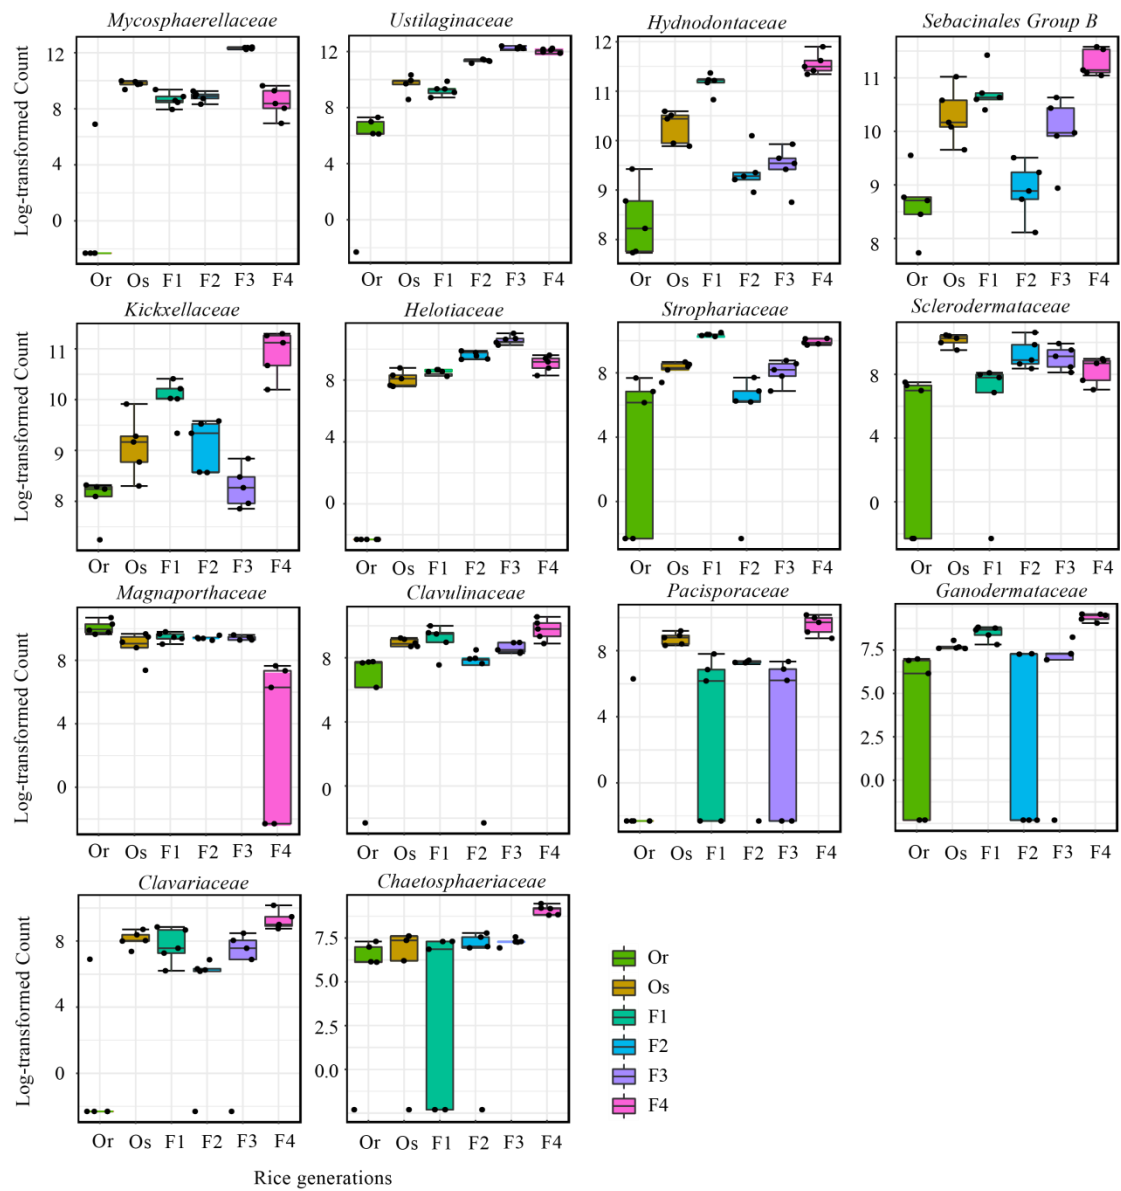 Mycosphaerellaceae
Ustilaginaceae
Hydnodontaceae
Sebacinales Group B
Log-transformed Count
12
8
4
0
Or Os F1 F2 F3 F4
12
8
4
0
Or Os F1 F2 F3 F4
12
11
10
9
8
Or Os F1 F2 F3 F4
11
10
9
8
Or Os F1 F2 F3 F4
Kickxellaceae
Helotiaceae
Strophariaceae
Sclerodermataceae
Log-transformed Count
11
10
9
8
Or Os F1 F2 F3 F4
8
4
0
Or Os F1 F2 F3 F4
8
4
0
Or Os F1 F2 F3 F4
8
4
0
Or Os F1 F2 F3 F4
Magnaporthaceae
Clavulinaceae
Pacisporaceae
Ganodermataceae
Log-transformed Count
8
4
0
Or Os F1 F2 F3 F4
8
4
0
Or Os F1 F2 F3 F4
8
4
0
Or Os F1 F2 F3 F4
7.5
5.0
2.5
0.0
Or Os F1 F2 F3 F4
Clavariaceae
Chaetosphaeriaceae
Log-transformed Count
8
4
0
Or Os F1 F2 F3 F4
7.5
5.0
2.5
0.0
Or Os F1 F2 F3 F4
Or
Os
F1
F2
F3
F4
Rice generations